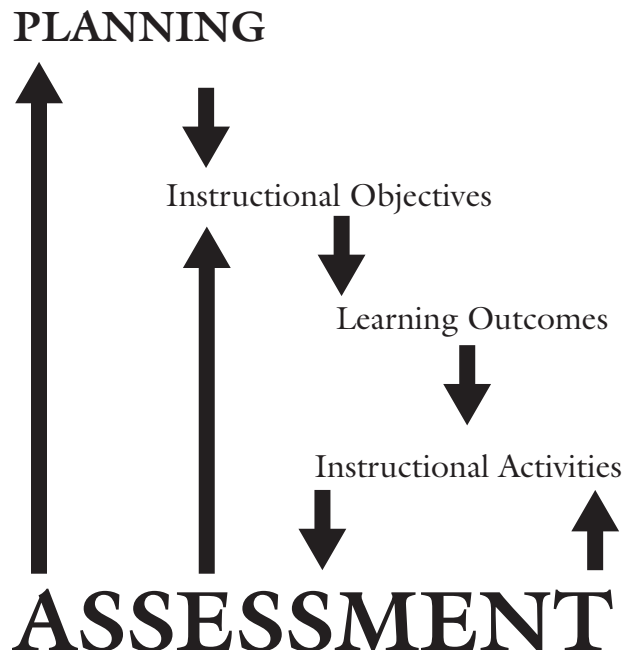 PLANNING
Instructional Objectives
Learning Outcomes
Instructional Activities
ASSESSMENT